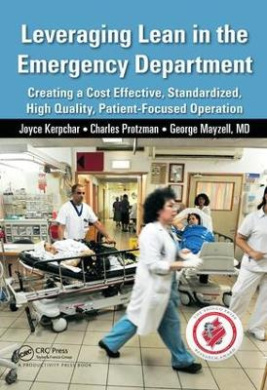 Leveraging Lean in the
Emergency Department
Creating a Cost Effective, Standardized,
High Quality, Patient-Focused Operation
Joyce Kerpchar • Charles Protzman • George Mayzell, MD
CRC Press
A PRODUCTIVITY PRESS BOOK